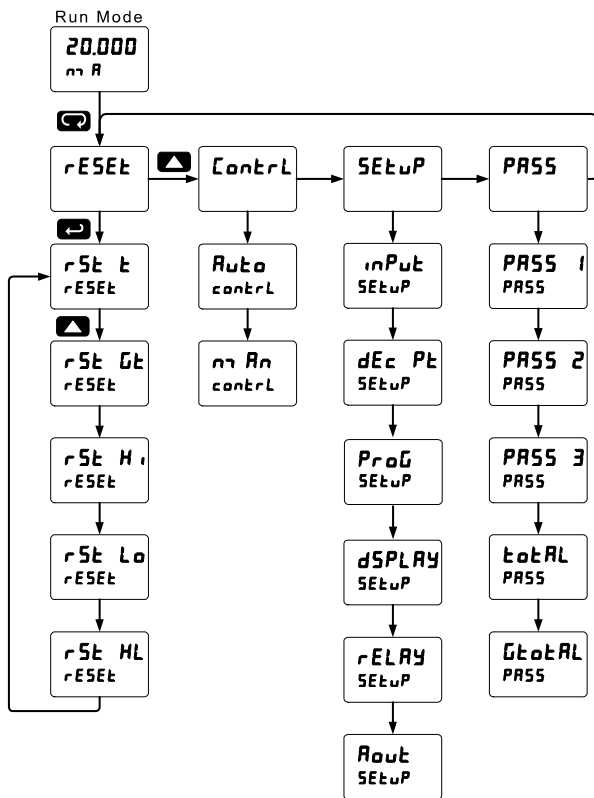 Run Mode
20.000
mA
rESEt
ContrL
SEtuP
PASS
rSt t
rESEt
Auto
contrL
inPut
SEtuP
PASS 1
PASS
rSt Gt
rESEt
mAn
contrL
dEc Pt
SEtuP
PASS 2
PASS
rSt Hi
rESEt
ProG
SEtuP
PASS 3
PASS
rSt Lo
rESEt
dSPLAY
SEtuP
totAL
PASS
rSt HL
rESEt
rELAY
SEtuP
GtotAL
PASS
Aout
SEtuP